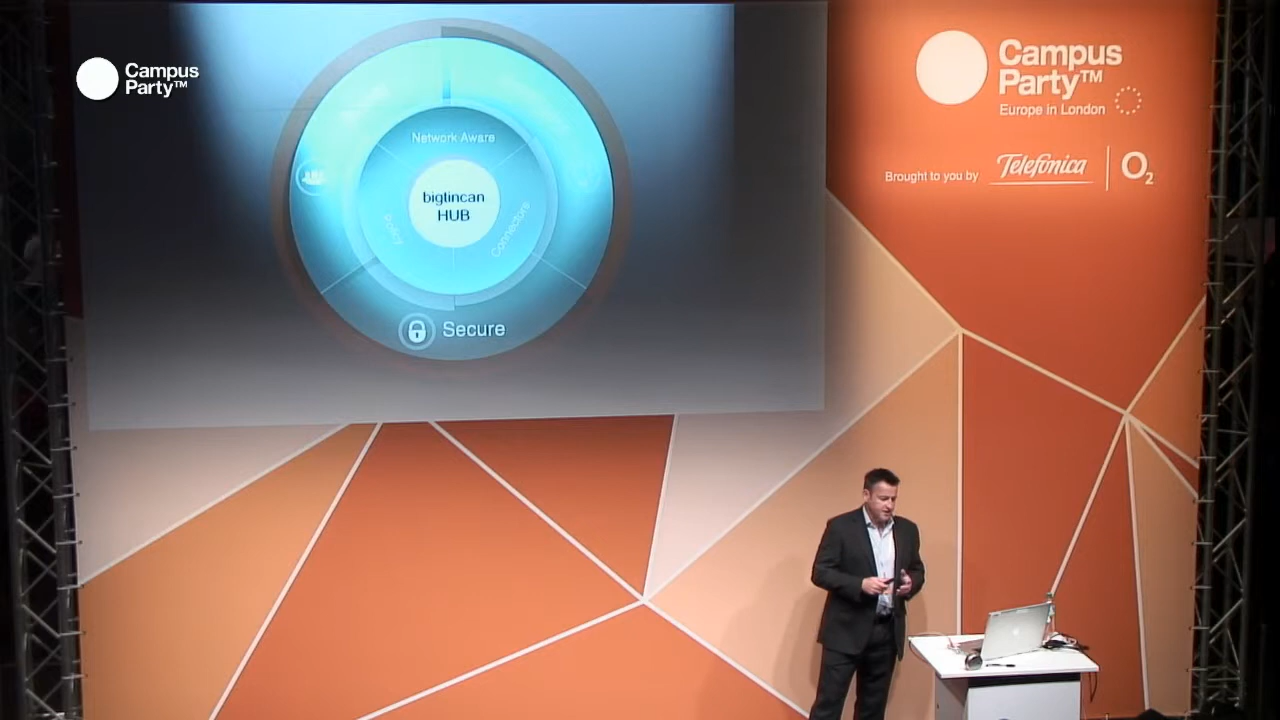 Campus
Party™
Network Aware
bigtincan
HUB
Policy
Connectors
Secure
Campus
Party™
Europe in London
Brought to you by
Telefónica
O2